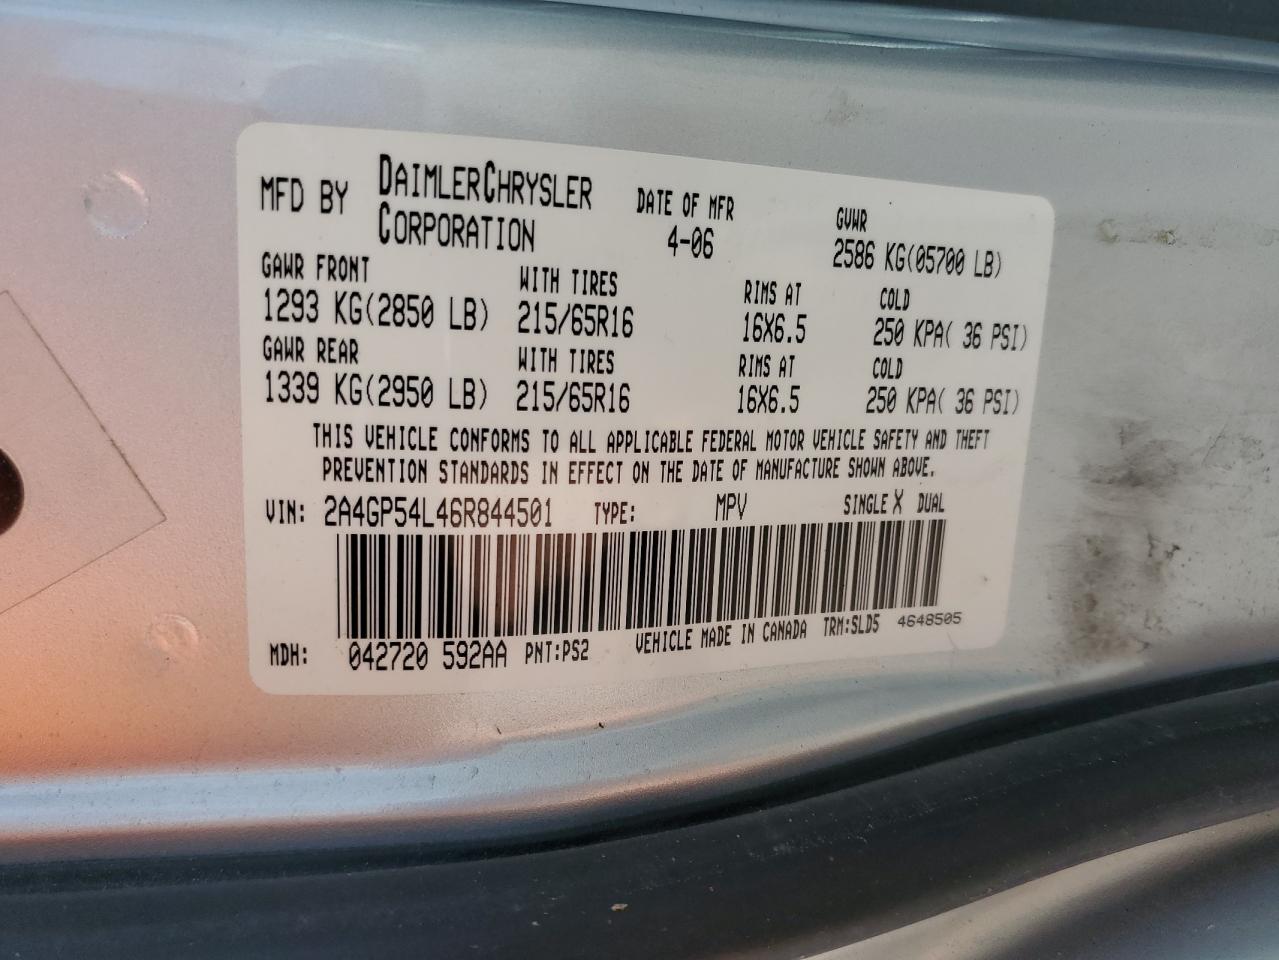 MFD BY DAIMLERCHRYSLER CORPORATION DATE OF MFR 4-06 GVWR 2586 KG(05700 LB)
GAWR FRONT WITH TIRES RIMS AT COLD
1293 KG(2850 LB) 215/65R16 16X6.5 250 KPA( 36 PSI)
GAWR REAR WITH TIRES RIMS AT COLD
1339 KG(2950 LB) 215/65R16 16X6.5 250 KPA( 36 PSI)
THIS VEHICLE CONFORMS TO ALL APPLICABLE FEDERAL MOTOR VEHICLE SAFETY AND THEFT
PREVENTION STANDARDS IN EFFECT ON THE DATE OF MANUFACTURE SHOWN ABOVE.
VIN: 2A4GP54L46R844501 TYPE: MPV SINGLE X DUAL
MDH: 042720 592AA PNT:PS2 VEHICLE MADE IN CANADA TRM:SLD5 4648505